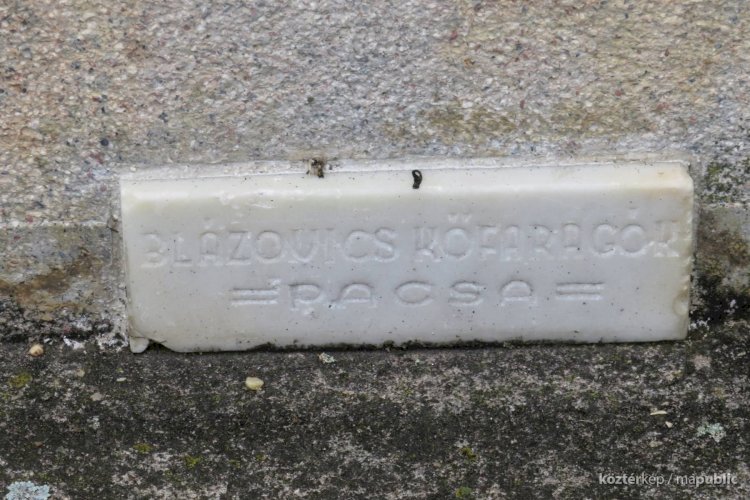 BLÁZOVICS KŐFARAGÓK
=PACSA=
köztérkép / mapublic